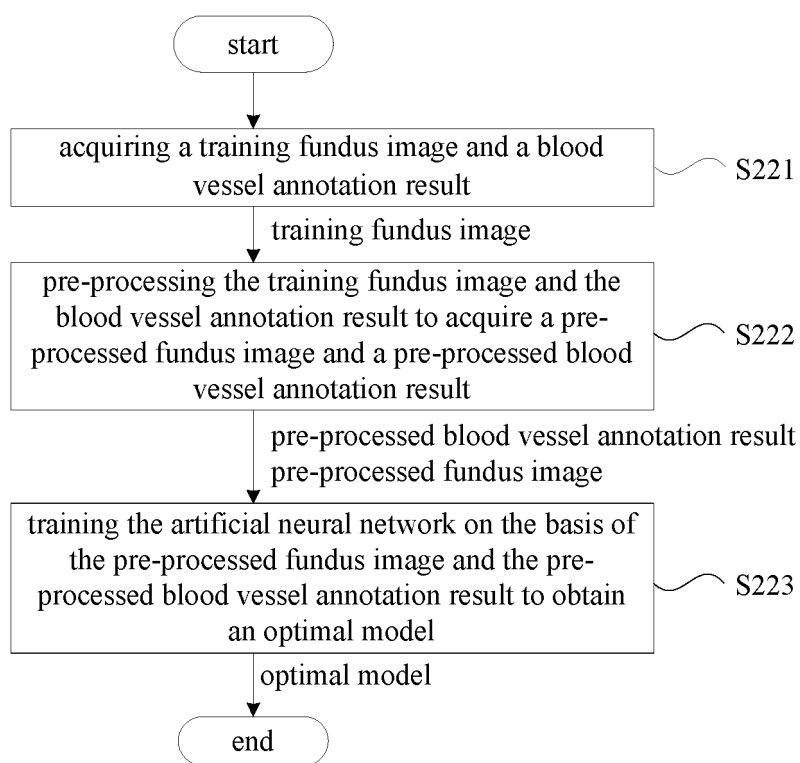 start
acquiring a training fundus image and a blood
vessel annotation result
S221
training fundus image
pre-processing the training fundus image and the
blood vessel annotation result to acquire a pre-
processed fundus image and a pre-processed blood
vessel annotation result
S222
pre-processed blood vessel annotation result
pre-processed fundus image
training the artificial neural network on the basis of
the pre-processed fundus image and the pre-
processed blood vessel annotation result to obtain
an optimal model
S223
optimal model
end